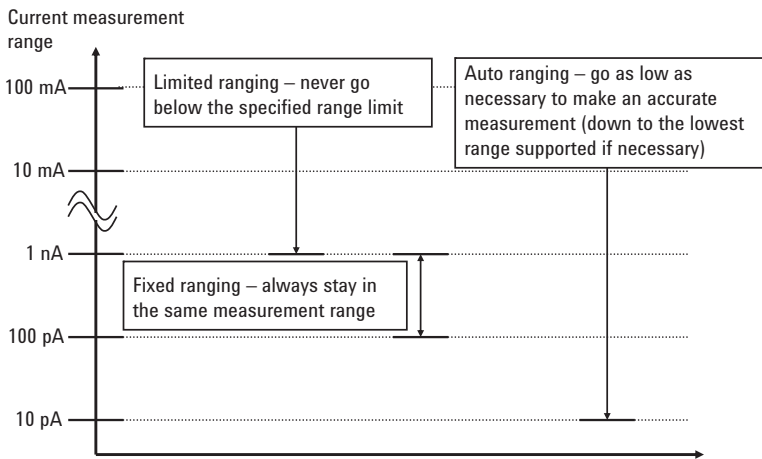 Current measurement
range
100 mA
Limited ranging – never go
below the specified range limit
Auto ranging – go as low as
necessary to make an accurate
measurement (down to the lowest
range supported if necessary)
10 mA
1 nA
Fixed ranging – always stay in
the same measurement range
100 pA
10 pA